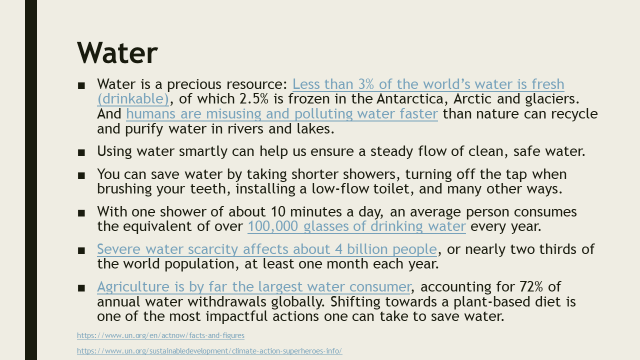 Water
■ Water is a precious resource: Less than 3% of the world's water is fresh
(drinkable), of which 2.5% is frozen in the Antarctica, Arctic and glaciers.
And humans are misusing and polluting water faster than nature can recycle
and purify water in rivers and lakes.
■ Using water smartly can help us ensure a steady flow of clean, safe water.
■ You can save water by taking shorter showers, turning off the tap when
brushing your teeth, installing a low-flow toilet, and many other ways.
■ With one shower of about 10 minutes a day, an average person consumes
the equivalent of over 100,000 glasses of drinking water every year.
■ Severe water scarcity affects about 4 billion people, or nearly two thirds of
the world population, at least one month each year.
■ Agriculture is by far the largest water consumer, accounting for 72% of
annual water withdrawals globally. Shifting towards a plant-based diet is
one of the most impactful actions one can take to save water.
https://www.un.org/en/actnow/facts-and-figures
https://www.un.org/sustainabledevelopment/climate-action-superheroes-info/